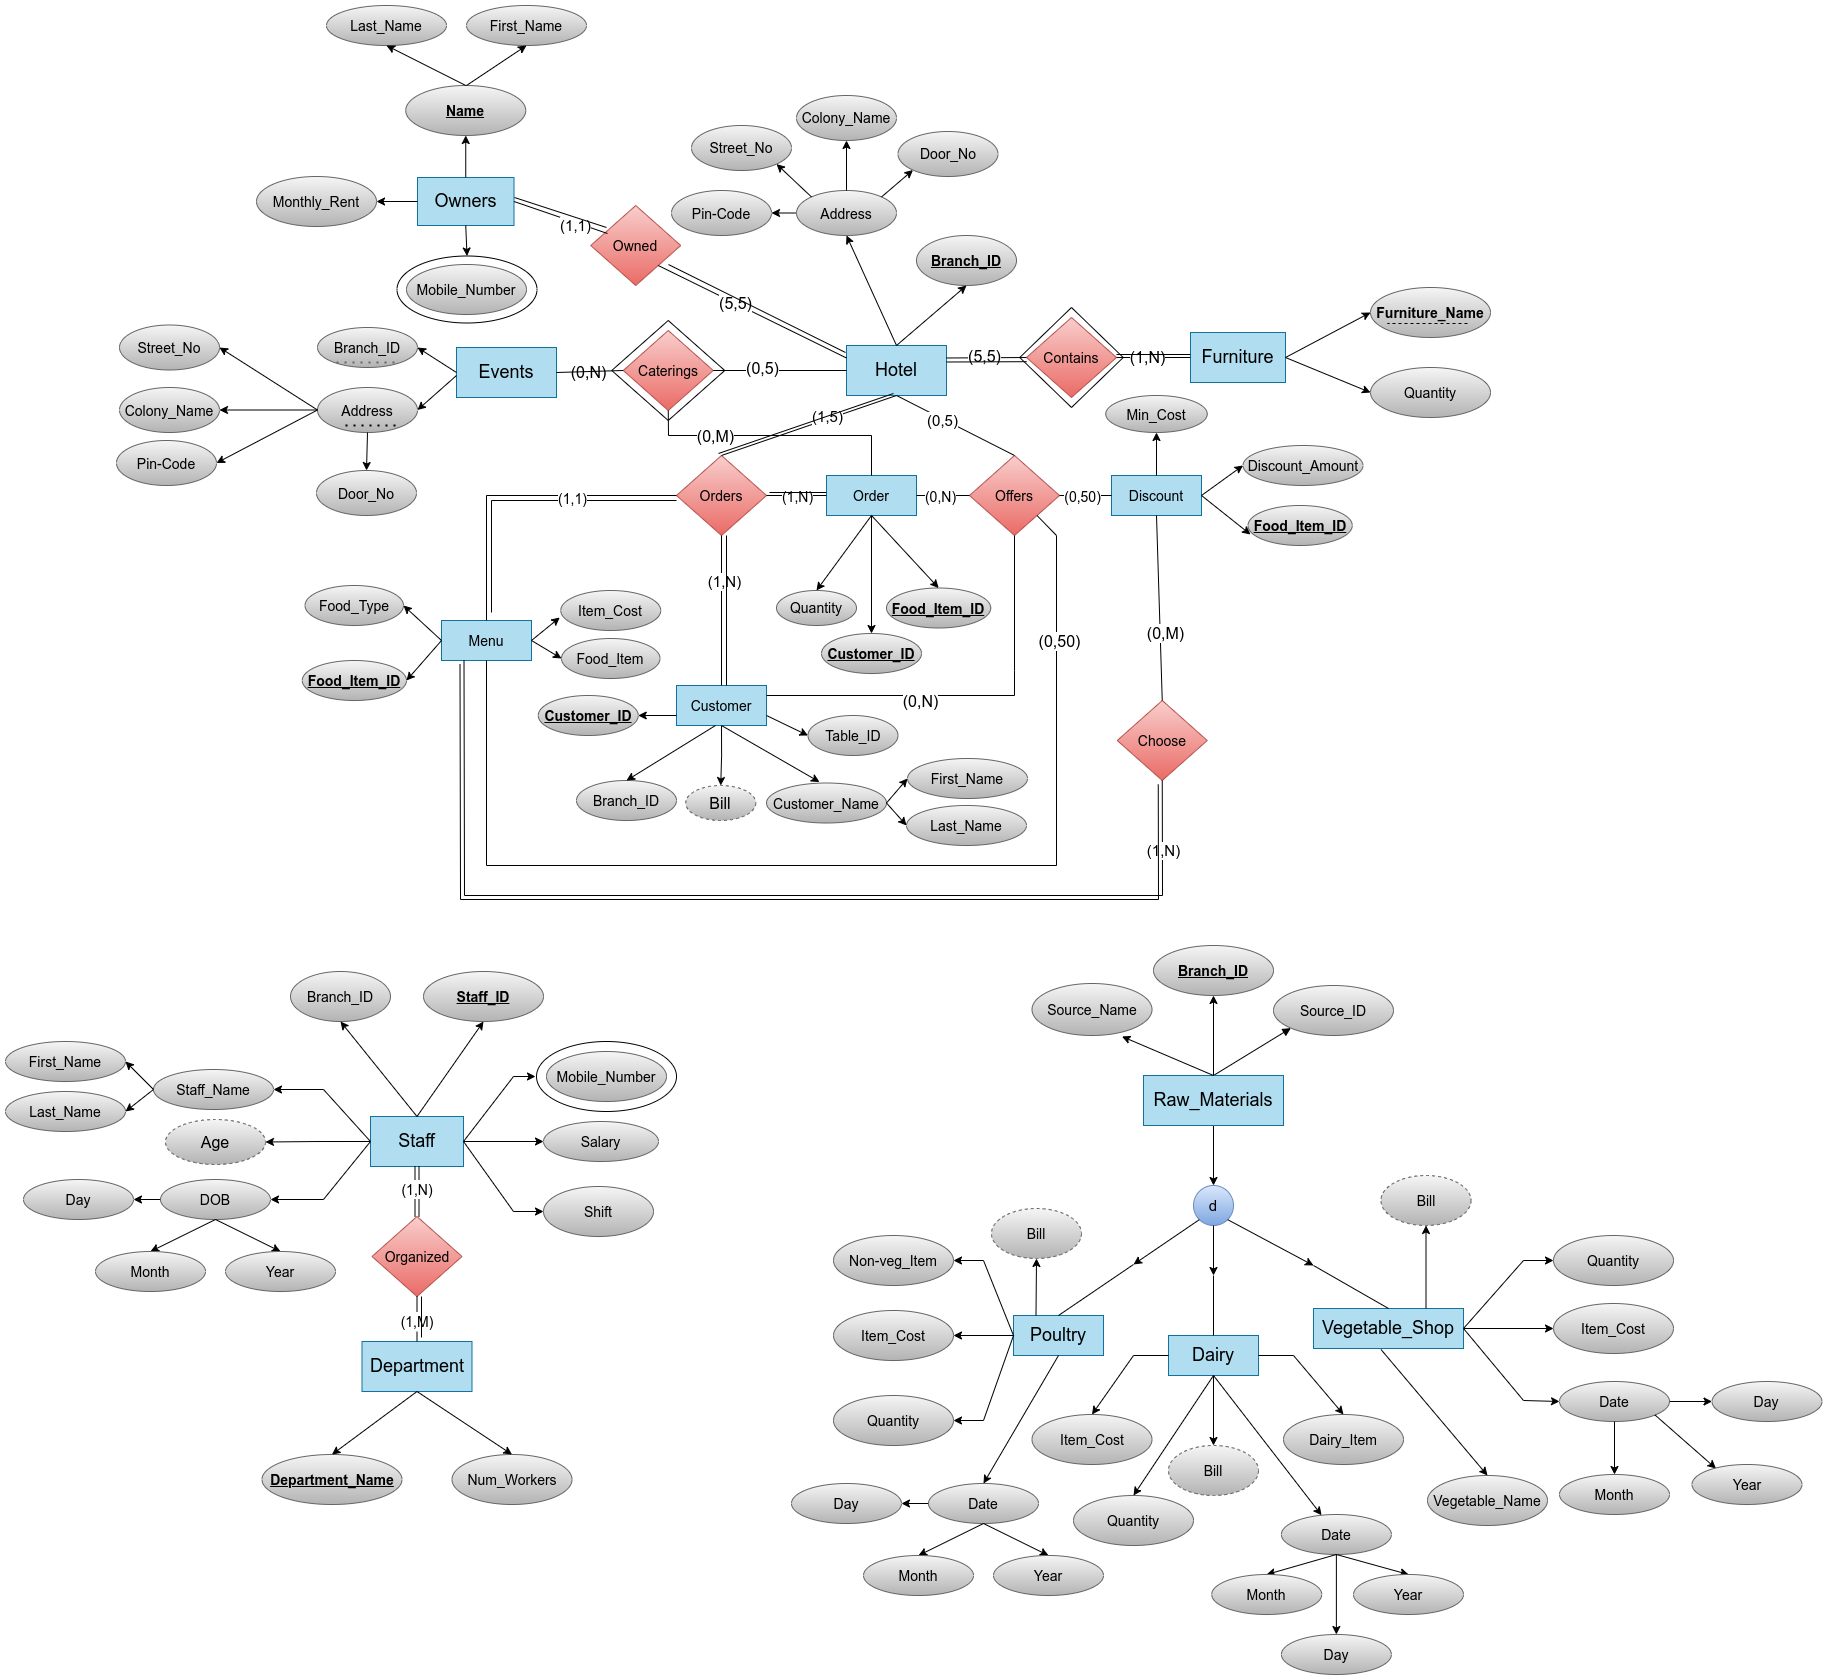 Last_Name
First_Name
Name
Monthly_Rent
Owners
Mobile_Number
(1,1)
Owned
(5,5)
Colony_Name
Street_No
Door_No
Pin-Code
Address
Branch_ID
Street_No
Branch_ID
Colony_Name
Address
Pin-Code
Door_No
Events
(0,N)
Caterings
(0,5)
Hotel
(5,5)
Contains
(1,N)
Furniture
Furniture_Name
Quantity
(0,M)
(1,5)
(0,5)
Min_Cost
Discount_Amount
Food_Item_ID
(1,1)
Orders
(1,N)
Order
(0,N)
Offers
(0,50)
Discount
(1,N)
Quantity
Food_Item_ID
Customer_ID
(0,50)
(0,M)
Food_Type
Item_Cost
Menu
Food_Item
Food_Item_ID
Customer_ID
Customer
(0,N)
Table_ID
Choose
Branch_ID
Bill
Customer_Name
First_Name
Last_Name
(1,N)
Branch_ID
Staff_ID
First_Name
Staff_Name
Last_Name
Mobile_Number
Age
Staff
Salary
Day
DOB
Shift
Month
Year
(1,N)
Organized
(1,M)
Department
Department_Name
Num_Workers
Branch_ID
Source_Name
Source_ID
Raw_Materials
d
Bill
Non-veg_Item
Item_Cost
Poultry
Quantity
Day
Date
Month
Year
Dairy
Item_Cost
Dairy_Item
Bill
Quantity
Date
Month
Year
Day
Bill
Vegetable_Shop
Quantity
Item_Cost
Date
Day
Month
Year
Vegetable_Name